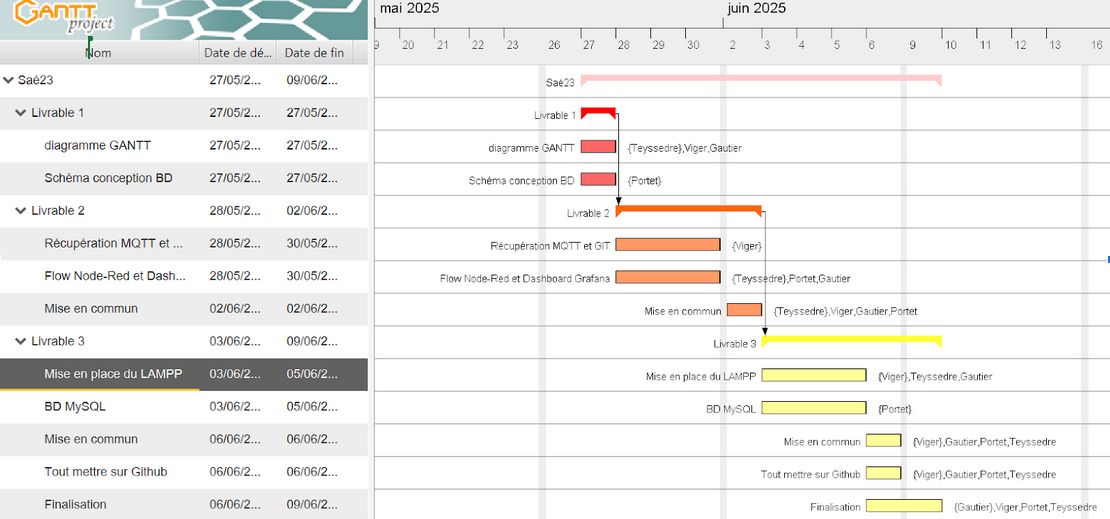 GANTT
project
mai 2025
juin 2025
9 20 21 22 23 26 27 28 29 30 2 3 4 5 6 9 10 11 12 13 16
Nom Date de dé... Date de fin
Saé23 27/05/2... 09/06/2... Saé23
Livrable 1 27/05/2... 27/05/2... Livrable 1
diagramme GANTT 27/05/2... 27/05/2... diagramme GANTT {Teyssedre},Viger,Gautier
Schéma conception BD 27/05/2... 27/05/2... Schéma conception BD {Portet}
Livrable 2 28/05/2... 02/06/2... Livrable 2
Récupération MQTT et ... 28/05/2... 30/05/2... Récupération MQTT et GIT {Viger}
Flow Node-Red et Dash... 28/05/2... 30/05/2... Flow Node-Red et Dashboard Grafana {Teyssedre},Portet,Gautier
Mise en commun 02/06/2... 02/06/2... Mise en commun {Teyssedre},Viger,Gautier,Portet
Livrable 3 03/06/2... 09/06/2... Livrable 3
Mise en place du LAMPP 03/06/2... 05/06/2... Mise en place du LAMPP {Viger},Teyssedre,Gautier
BD MySQL 03/06/2... 05/06/2... BD MySQL {Portet}
Mise en commun 06/06/2... 06/06/2... Mise en commun {Viger},Gautier,Portet,Teyssedre
Tout mettre sur Github 06/06/2... 06/06/2... Tout mettre sur Github {Viger},Gautier,Portet,Teyssedre
Finalisation 06/06/2... 09/06/2... Finalisation {Gautier},Viger,Portet,Teyssedre